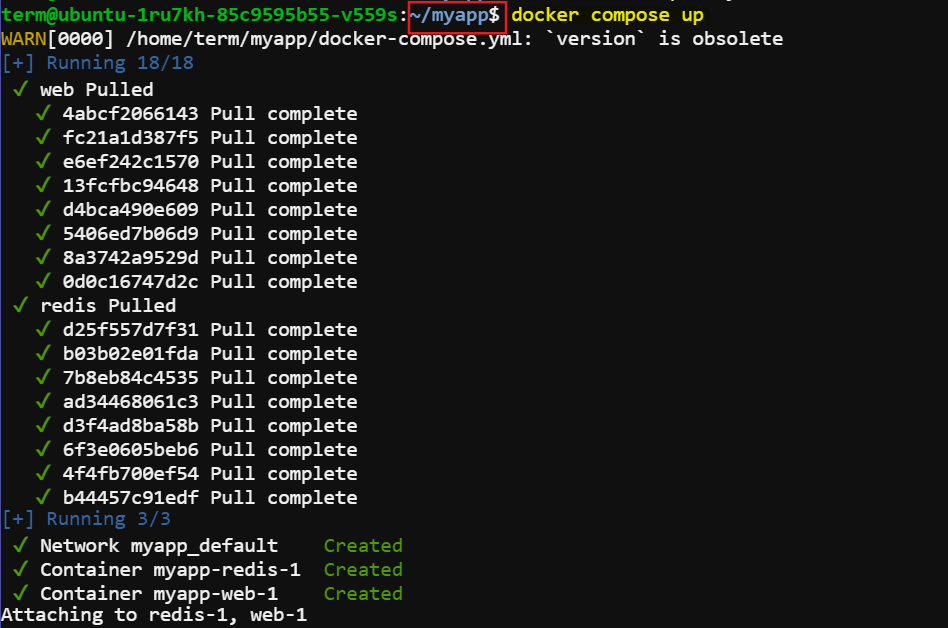 term@ubuntu-1ru7kh-85c9595b55-v559s:~/myapp$ docker compose up
WARN[0000] /home/term/myapp/docker-compose.yml: `version` is obsolete
[+] Running 18/18
✓ web Pulled
✓ 4abcf2066143 Pull complete
✓ fc21a1d387f5 Pull complete
✓ e6ef242c1570 Pull complete
✓ 13fcfbc94648 Pull complete
✓ d4bca490e609 Pull complete
✓ 5406ed7b06d9 Pull complete
✓ 8a3742a9529d Pull complete
✓ 0d0c16747d2c Pull complete
✓ redis Pulled
✓ d25f557d7f31 Pull complete
✓ b03b02e01fda Pull complete
✓ 7b8eb84c4535 Pull complete
✓ ad34468061c3 Pull complete
✓ d3f4ad8ba58b Pull complete
✓ 6f3e0605beb6 Pull complete
✓ 4f4fb700ef54 Pull complete
✓ b44457c91edf Pull complete
[+] Running 3/3
✓ Network myapp_default Created
✓ Container myapp-redis-1 Created
✓ Container myapp-web-1 Created
Attaching to redis-1, web-1